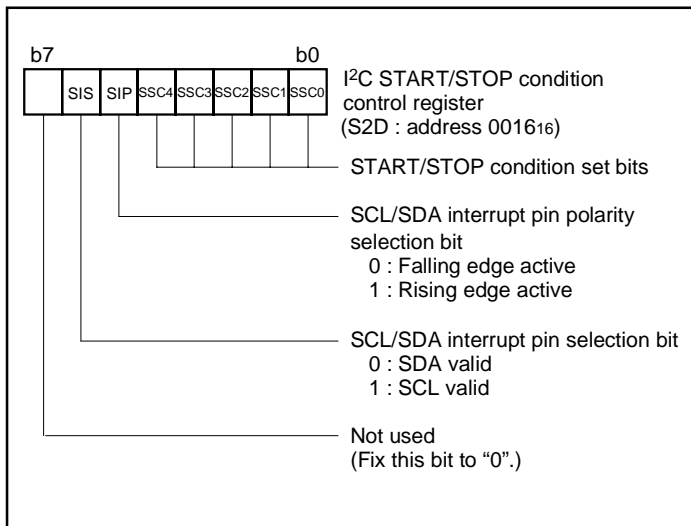 b7 b0
SIS SIP SSC4 SSC3 SSC2 SSC1 SSC0
I²C START/STOP condition
control register
(S2D : address 0016₁₆)
START/STOP condition set bits
SCL/SDA interrupt pin polarity
selection bit
0 : Falling edge active
1 : Rising edge active
SCL/SDA interrupt pin selection bit
0 : SDA valid
1 : SCL valid
Not used
(Fix this bit to “0”.)